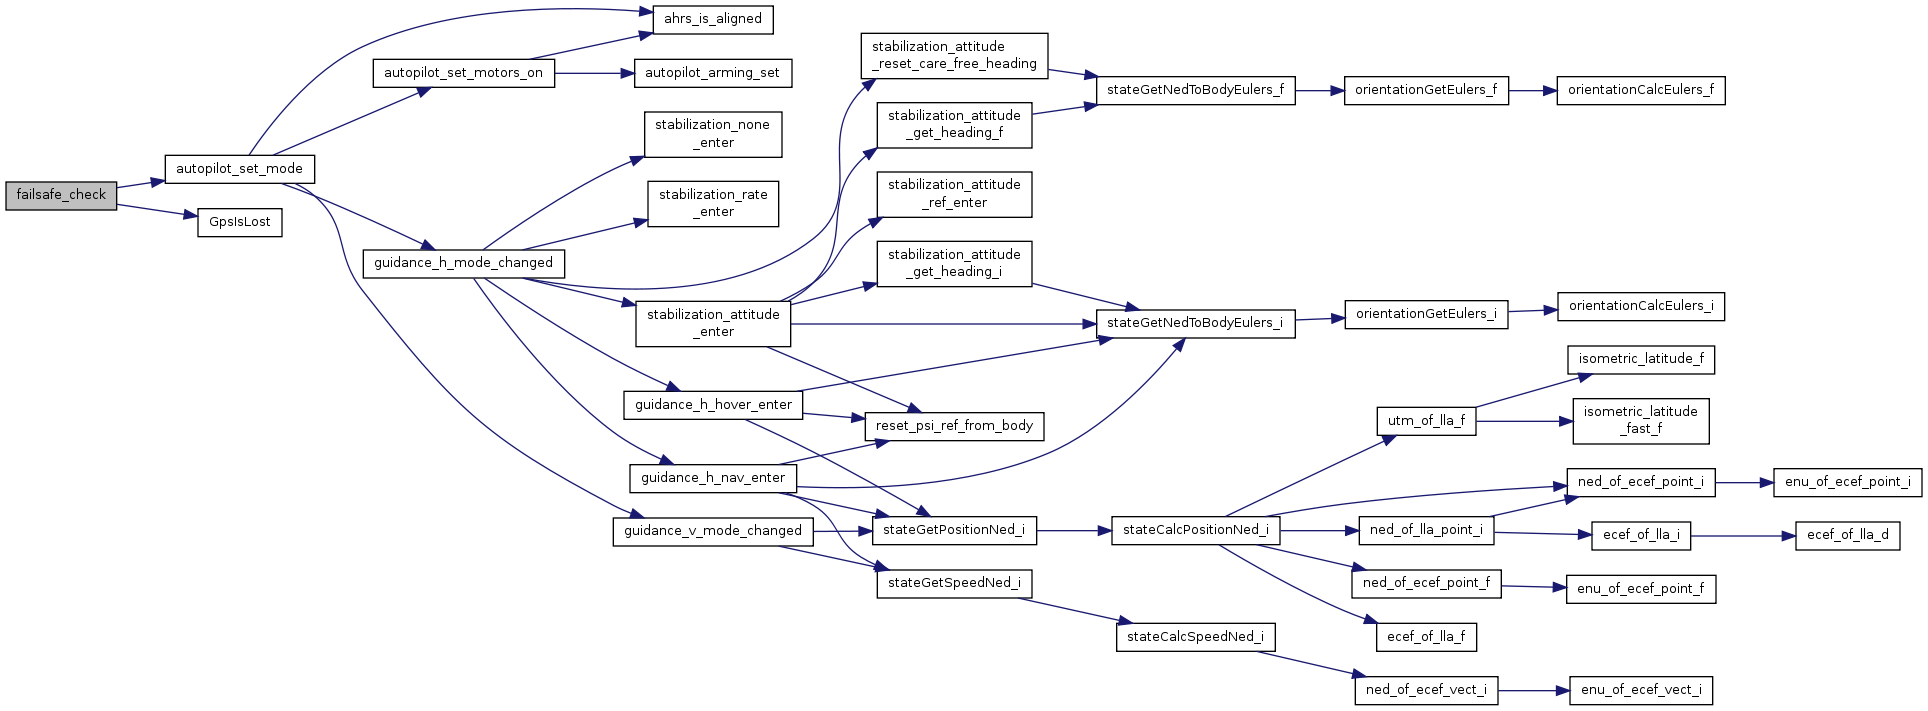 failsafe_check
autopilot_set_mode
GpsIsLost
autopilot_set_motors_on
guidance_h_mode_changed
ahrs_is_aligned
autopilot_arming_set
stabilization_none
_enter
stabilization_rate
_enter
stabilization_attitude
_enter
guidance_h_hover_enter
guidance_h_nav_enter
guidance_v_mode_changed
stabilization_attitude
_reset_care_free_heading
stabilization_attitude
_get_heading_f
stabilization_attitude
_ref_enter
stabilization_attitude
_get_heading_i
reset_psi_ref_from_body
stateGetPositionNed_i
stateGetSpeedNed_i
stateGetNedToBodyEulers_f
stateGetNedToBodyEulers_i
stateCalcPositionNed_i
stateCalcSpeedNed_i
orientationGetEulers_f
orientationGetEulers_i
utm_of_lla_f
ned_of_lla_point_i
ned_of_ecef_point_f
ecef_of_lla_f
ned_of_ecef_vect_i
orientationCalcEulers_f
orientationCalcEulers_i
isometric_latitude_f
isometric_latitude
_fast_f
ned_of_ecef_point_i
ecef_of_lla_i
enu_of_ecef_point_f
enu_of_ecef_vect_i
enu_of_ecef_point_i
ecef_of_lla_d